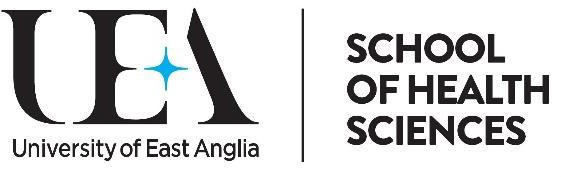 UEA
University of East Anglia
SCHOOL
OF HEALTH
SCIENCES